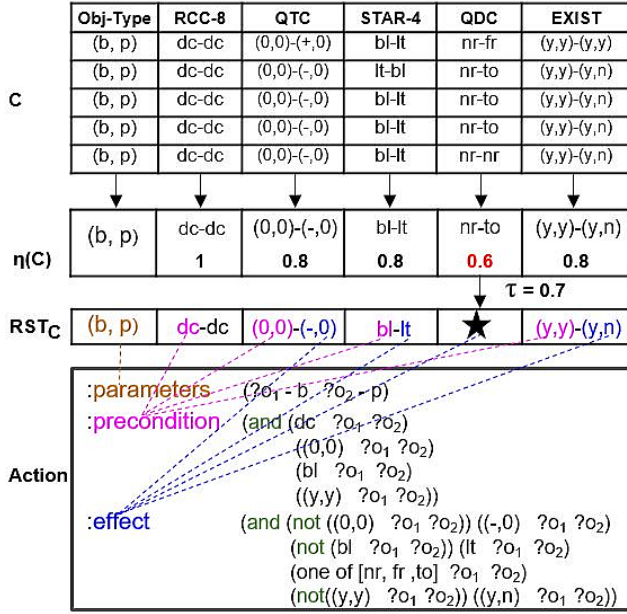 Obj-Type RCC-8 QTC STAR-4 QDC EXIST
(b, p) dc-dc (0,0)-(+,0) bl-lt nr-fr (y,y)-(y,y)
(b, p) dc-dc (0,0)-(-,0) lt-bl nr-to (y,y)-(y,n)
C (b, p) dc-dc (0,0)-(-,0) bl-lt nr-to (y,y)-(y,n)
(b, p) dc-dc (0,0)-(-,0) bl-lt nr-to (y,y)-(y,n)
(b, p) dc-dc (0,0)-(-,0) bl-lt nr-nr (y,y)-(y,n)
(b, p) dc-dc (0,0)-(-,0) bl-lt nr-to (y,y)-(y,n)
η(C) 1 0.8 0.8 0.6 0.8
τ = 0.7
RSTC (b, p) dc-dc (0,0)-(-,0) bl-lt ★ (y,y)-(y,n)
:parameters (?o1 - b ?o2 - p)
:precondition (and (dc ?o1 ?o2)
((0,0) ?o1 ?o2)
(bl ?o1 ?o2)
Action ((y,y) ?o1 ?o2))
:effect (and (not ((0,0) ?o1 ?o2)) ((-,0) ?o1 ?o2)
(not (bl ?o1 ?o2)) (lt ?o1 ?o2)
(one of [nr, fr ,to] ?o1 ?o2)
(not((y,y) ?o1 ?o2)) ((y,n) ?o1 ?o2))